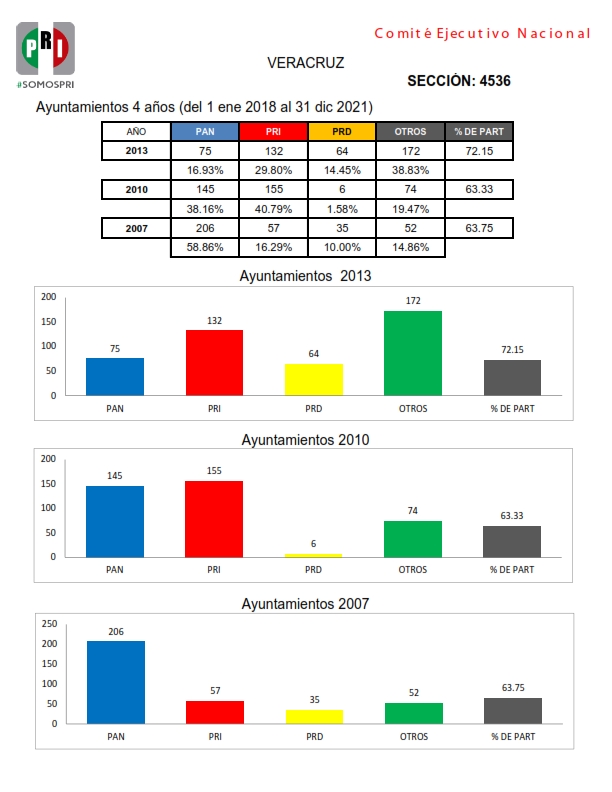 Comité Ejecutivo Nacional
PRI
#SOMOSPRI
VERACRUZ
SECCIÓN: 4536
Ayuntamientos 4 años (del 1 ene 2018 al 31 dic 2021)
AÑO PAN PRI PRD OTROS % DE PART
2013 75 132 64 172 72.15
16.93% 29.80% 14.45% 38.83%
2010 145 155 6 74 63.33
38.16% 40.79% 1.58% 19.47%
2007 206 57 35 52 63.75
58.86% 16.29% 10.00% 14.86%
Ayuntamientos 2013
200
150
100
50
0
75 132 64 172 72.15
PAN PRI PRD OTROS % DE PART
Ayuntamientos 2010
200
150
100
50
0
145 155 6 74 63.33
PAN PRI PRD OTROS % DE PART
Ayuntamientos 2007
250
200
150
100
50
0
206 57 35 52 63.75
PAN PRI PRD OTROS % DE PART